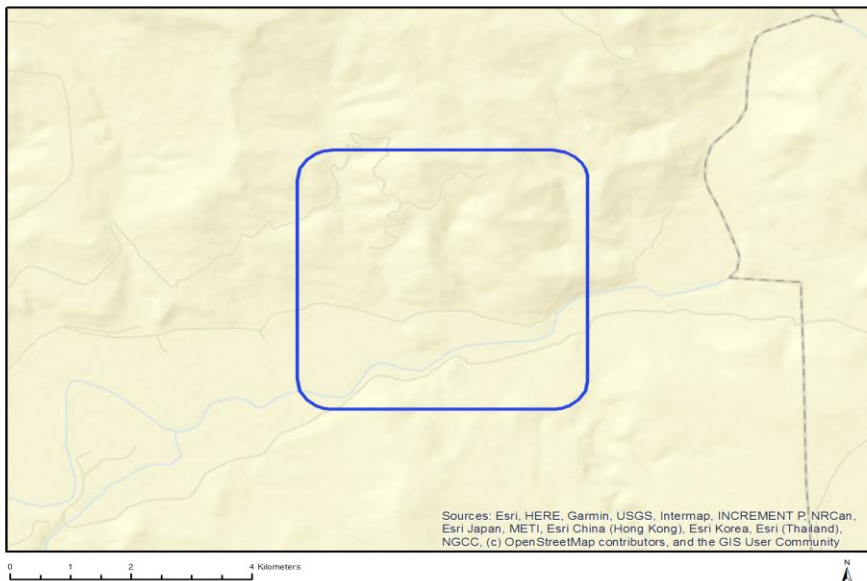 Sources: Esri, HERE, Garmin, USGS, Intermap, INCREMENT P, NRCan,
Esri Japan, METI, Esri China (Hong Kong), Esri Korea, Esri (Thailand),
NGCC, (c) OpenStreetMap contributors, and the GIS User Community
0 1 2 4 Kilometers
N